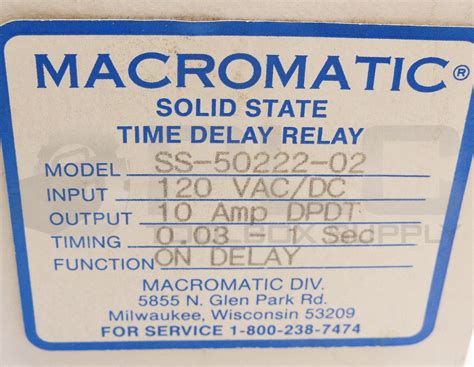 MACROMATIC®
SOLID STATE
TIME DELAY RELAY
MODEL SS-50222-02
INPUT 120 VAC/DC
OUTPUT 10 Amp DPDT
TIMING 0.03 - 1 Sec
FUNCTION ON DELAY
MACROMATIC DIV.
5855 N. Glen Park Rd.
Milwaukee, Wisconsin 53209
FOR SERVICE 1-800-238-7474